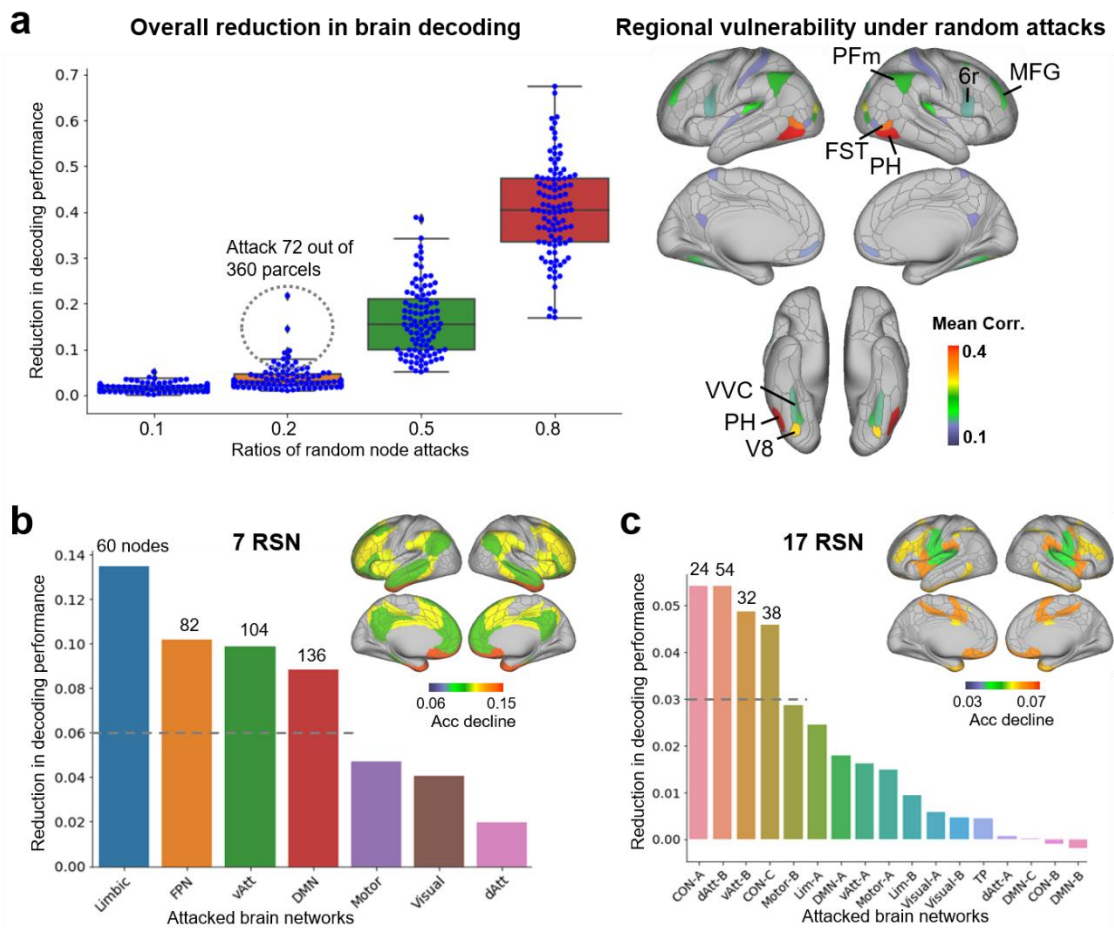 a
Overall reduction in brain decoding
Regional vulnerability under random attacks
Reduction in decoding performance
0.7
0.6
0.5
0.4
0.3
0.2
0.1
0.0
Attack 72 out of
360 parcels
0.1
0.2
0.5
0.8
Ratios of random node attacks
PFm
6r
MFG
FST
PH
VVC
PH
V8
Mean Corr.
0.4
0.1
b
7 RSN
Reduction in decoding performance
0.14
0.12
0.10
0.08
0.06
0.04
0.02
0.00
60 nodes
82
104
136
Limbic
FPN
vAtt
DMN
Motor
Visual
dAtt
Attacked brain networks
0.06
0.15
Acc decline
c
17 RSN
Reduction in decoding performance
0.05
0.04
0.03
0.02
0.01
0.00
24
54
32
38
CON-A
dAtt-B
vAtt-B
CON-C
Motor-B
Lim-A
DMN-A
vAtt-A
Motor-A
Lim-B
Visual-A
Visual-B
TP
dAtt-A
DMN-C
CON-B
DMN-B
Attacked brain networks
0.03
0.07
Acc decline